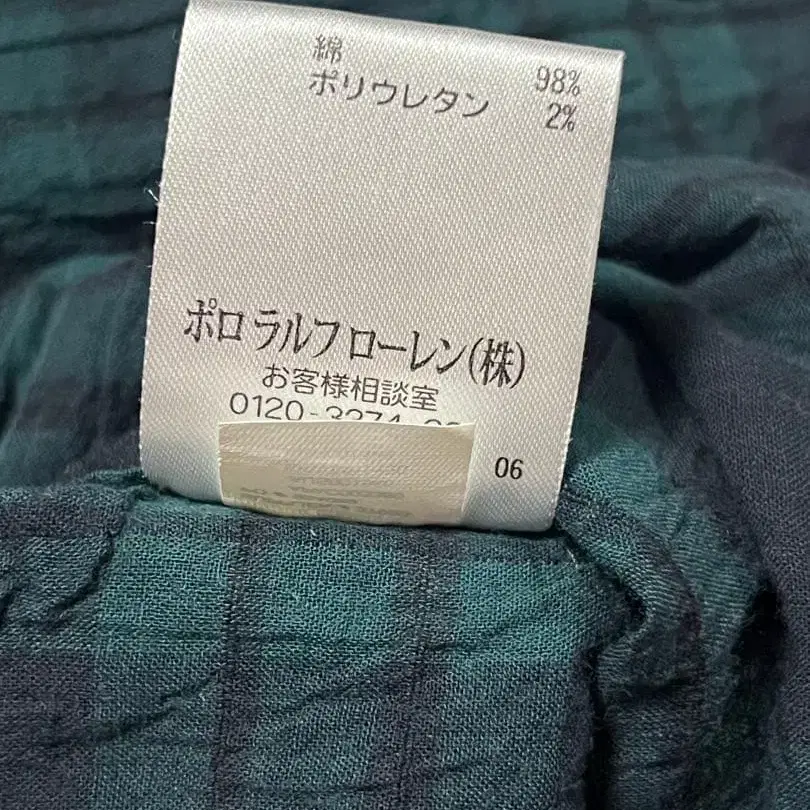 綿 98%
ポリウレタン 2%
ポロ ラルフ ローレン(株)
お客様相談室
0120-3274-
06